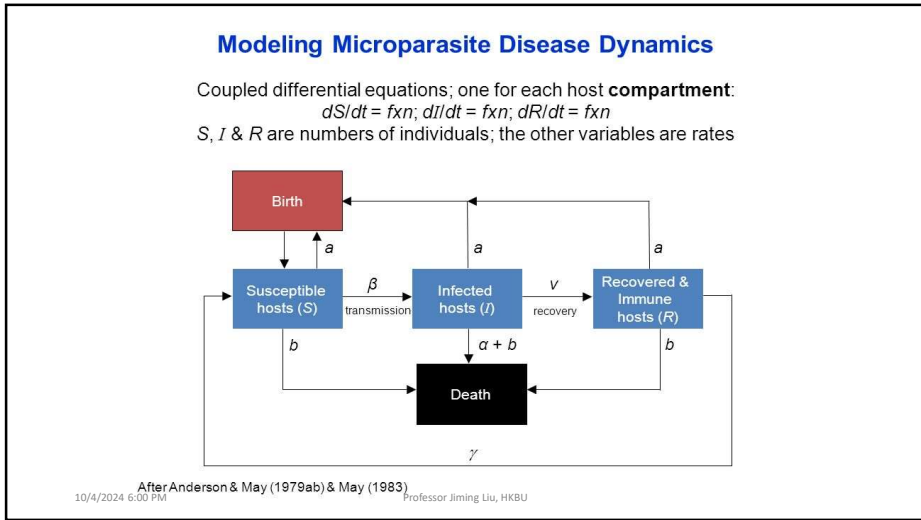 Modeling Microparasite Disease Dynamics
Coupled differential equations; one for each host compartment:
dS/dt = fxn; dI/dt = fxn; dR/dt = fxn
S, I & R are numbers of individuals; the other variables are rates
Birth
a
a
a
Susceptible
hosts (S)
β
transmission
Infected
hosts (I)
v
recovery
Recovered &
Immune
hosts (R)
b
α + b
b
Death
γ
After Anderson & May (1979ab) & May (1983)
10/4/2024 6:00 PM
Professor Jiming Liu, HKBU